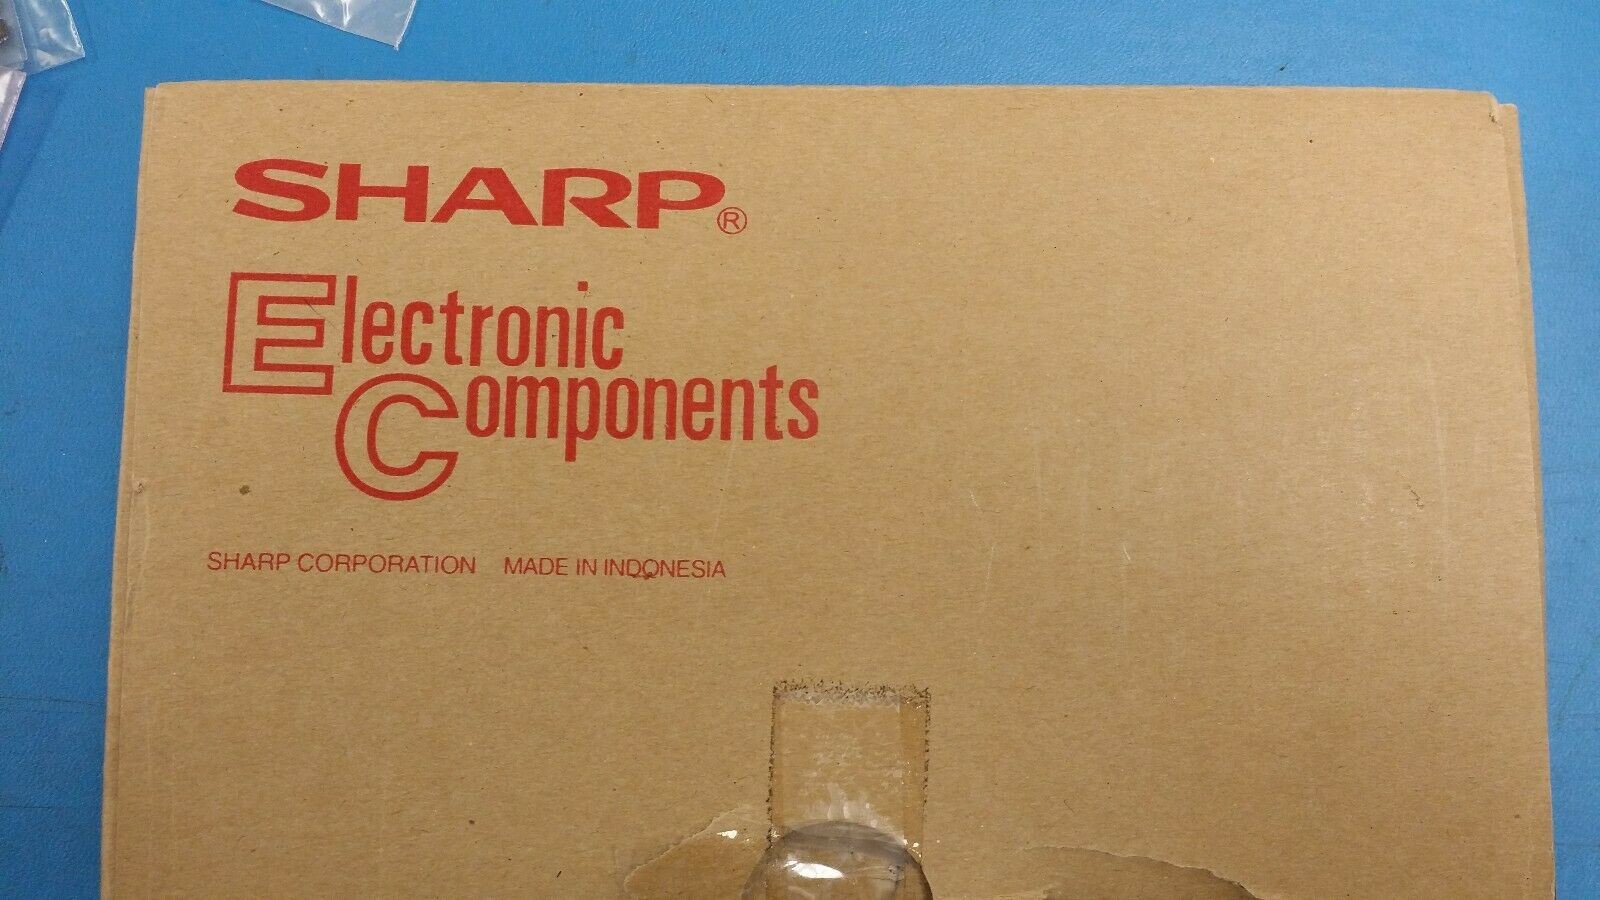 SHARP®
Electronic
Components
SHARP CORPORATION MADE IN INDONESIA